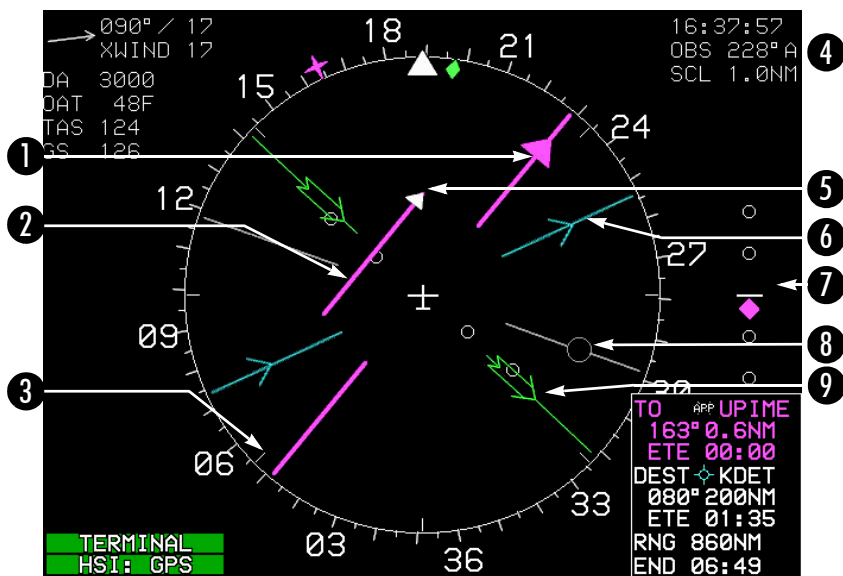 090°/ 17
XWIND 17
DA 3000
OAT 48F
TAS 124
GS 126
16:37:57
OBS 228°A
SCL 1.0NM
18
21
15
24
12
27
09
30
06
33
03
36
1
2
3
4
5
6
7
8
9
TO APP UPIME
163° 0.6NM
ETE 00:00
DEST KDET
080° 200NM
ETE 01:35
RNG 860NM
END 06:49
TERMINAL
HSI: GPS